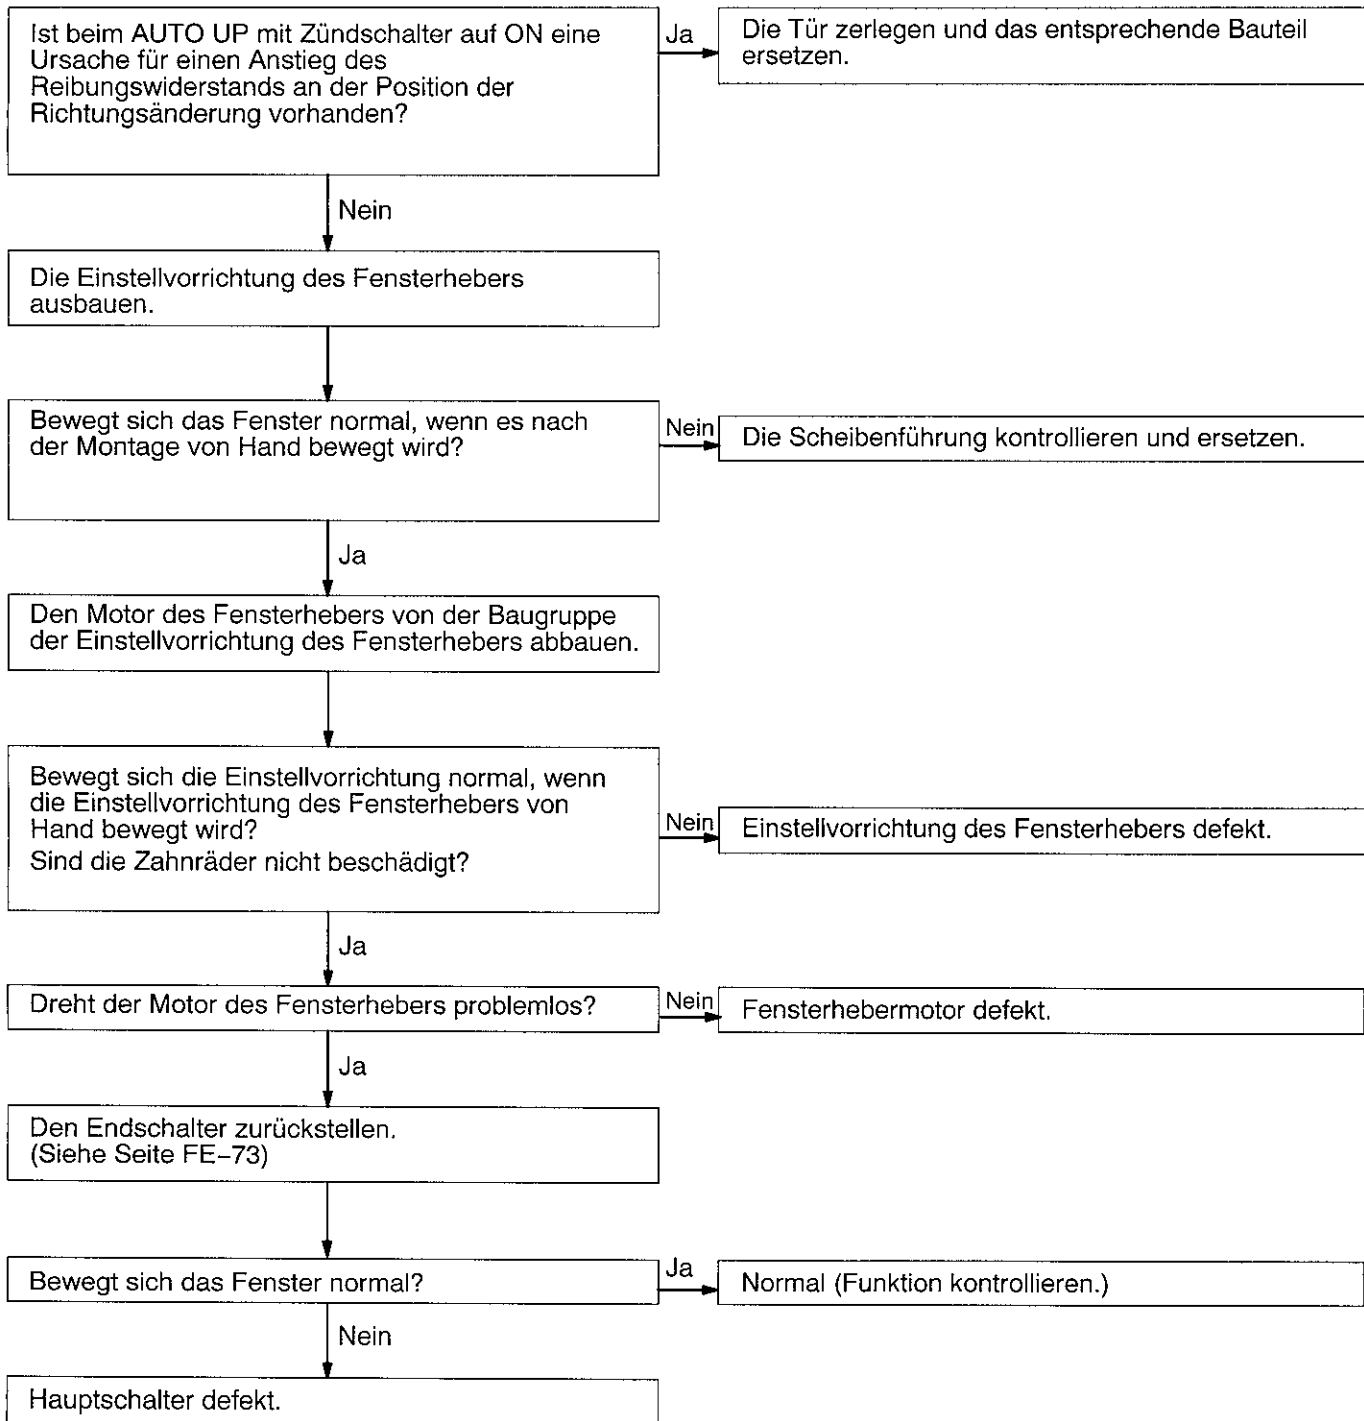 Ist beim AUTO UP mit Zündschalter auf ON eine
Ursache für einen Anstieg des
Reibungswiderstands an der Position der
Richtungsänderung vorhanden?
Ja
Die Tür zerlegen und das entsprechende Bauteil
ersetzen.
Nein
Die Einstellvorrichtung des Fensterhebers
ausbauen.
Bewegt sich das Fenster normal, wenn es nach
der Montage von Hand bewegt wird?
Nein
Die Scheibenführung kontrollieren und ersetzen.
Ja
Den Motor des Fensterhebers von der Baugruppe
der Einstellvorrichtung des Fensterhebers abbauen.
Bewegt sich die Einstellvorrichtung normal, wenn
die Einstellvorrichtung des Fensterhebers von
Hand bewegt wird?
Sind die Zahnräder nicht beschädigt?
Nein
Einstellvorrichtung des Fensterhebers defekt.
Ja
Dreht der Motor des Fensterhebers problemlos?
Nein
Fensterhebermotor defekt.
Ja
Den Endschalter zurückstellen.
(Siehe Seite FE–73)
Bewegt sich das Fenster normal?
Ja
Normal (Funktion kontrollieren.)
Nein
Hauptschalter defekt.